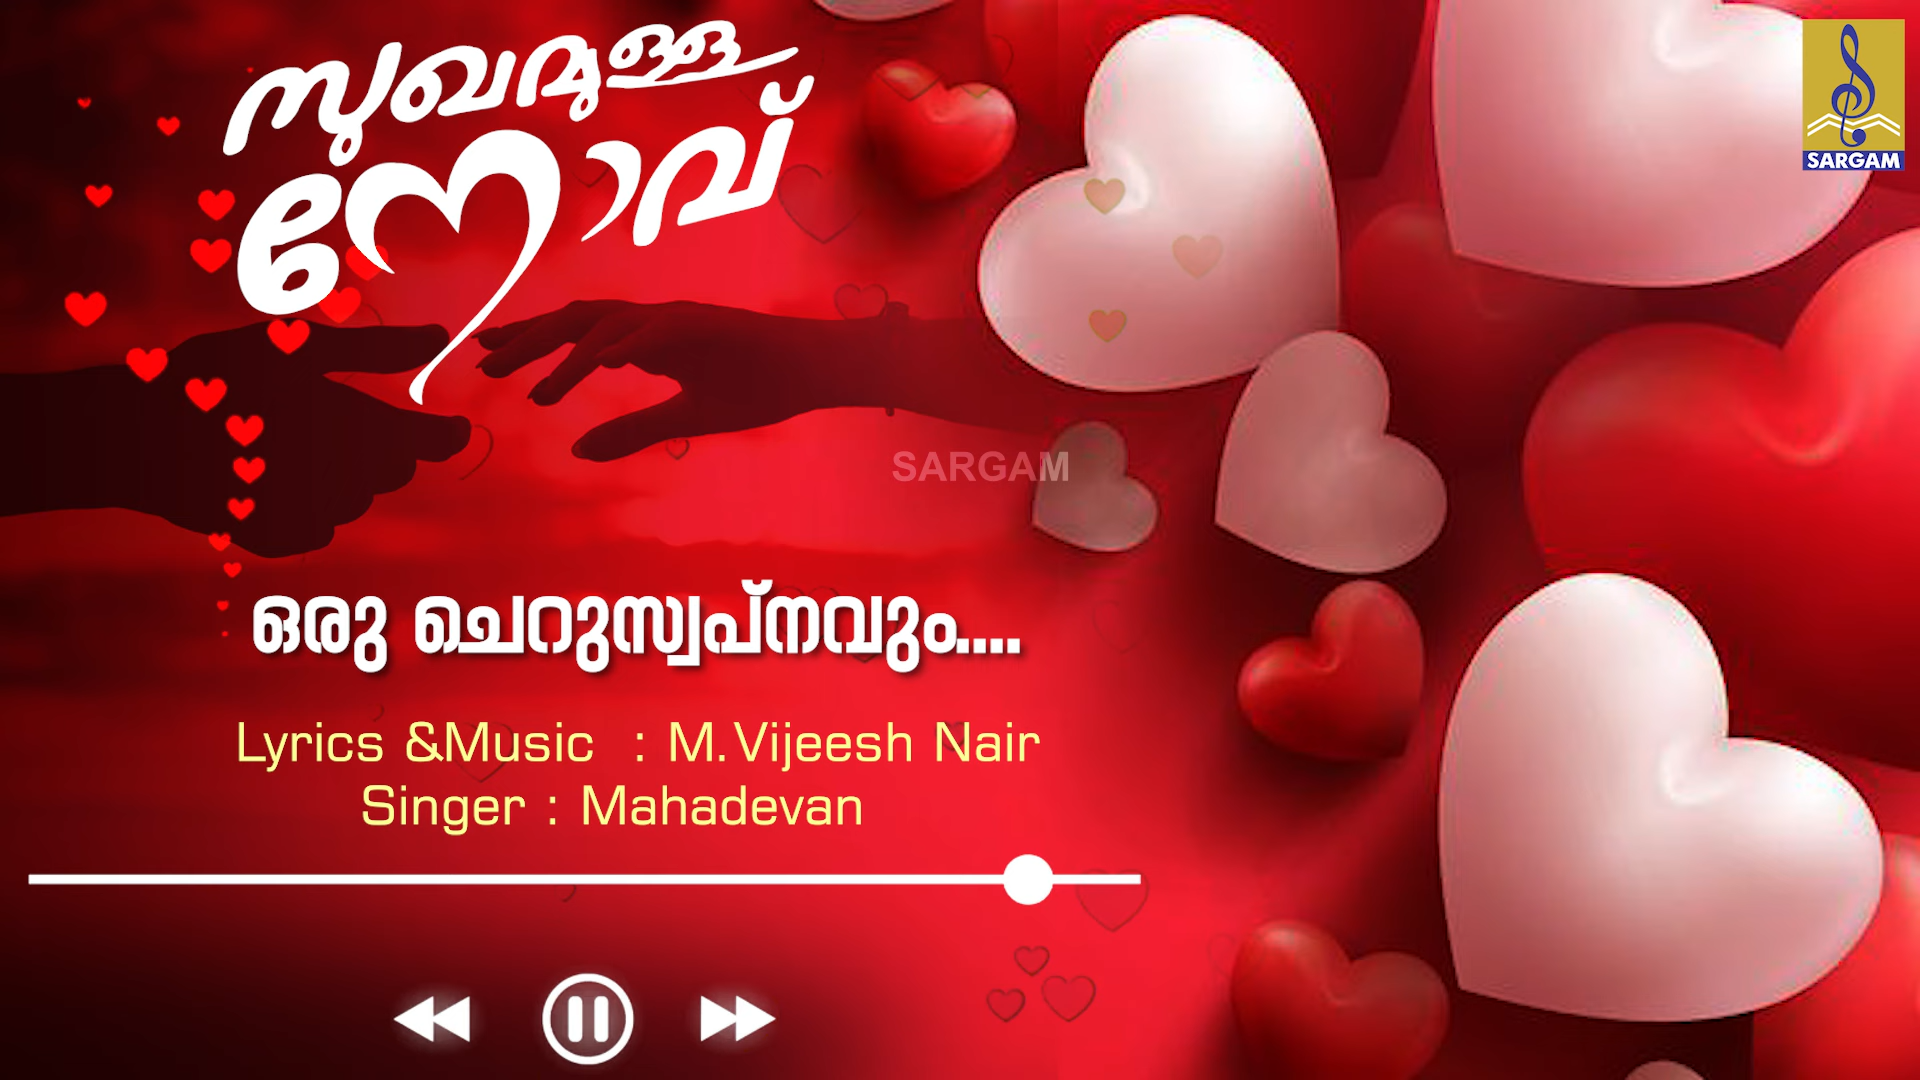 സുഖമുള്ള
നോവ്
SARGAM
SARGAM
ഒരു ചെറുസ്വപ്നവും....
Lyrics &Music : M.Vijeesh Nair
Singer : Mahadevan